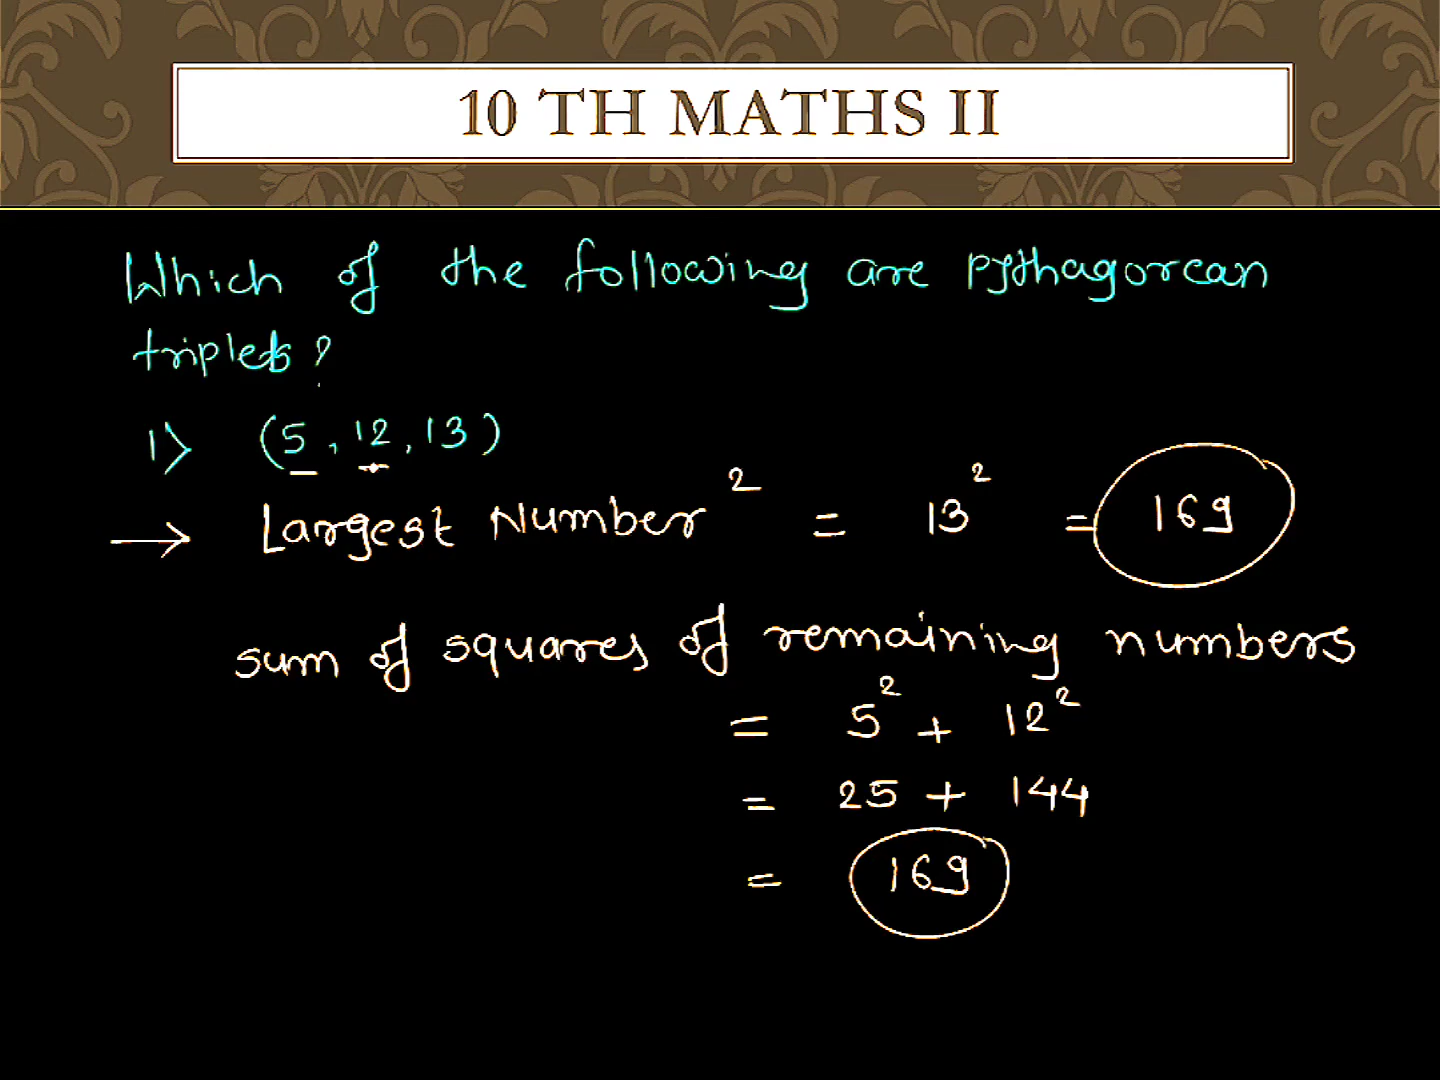 10 TH MATHS II
Which of the following are pythagorean
triplets?
1> (5, 12, 13)
→ Largest Number² = 13² = 169
sum of squares of remaining numbers
= 5² + 12²
= 25 + 144
= 169